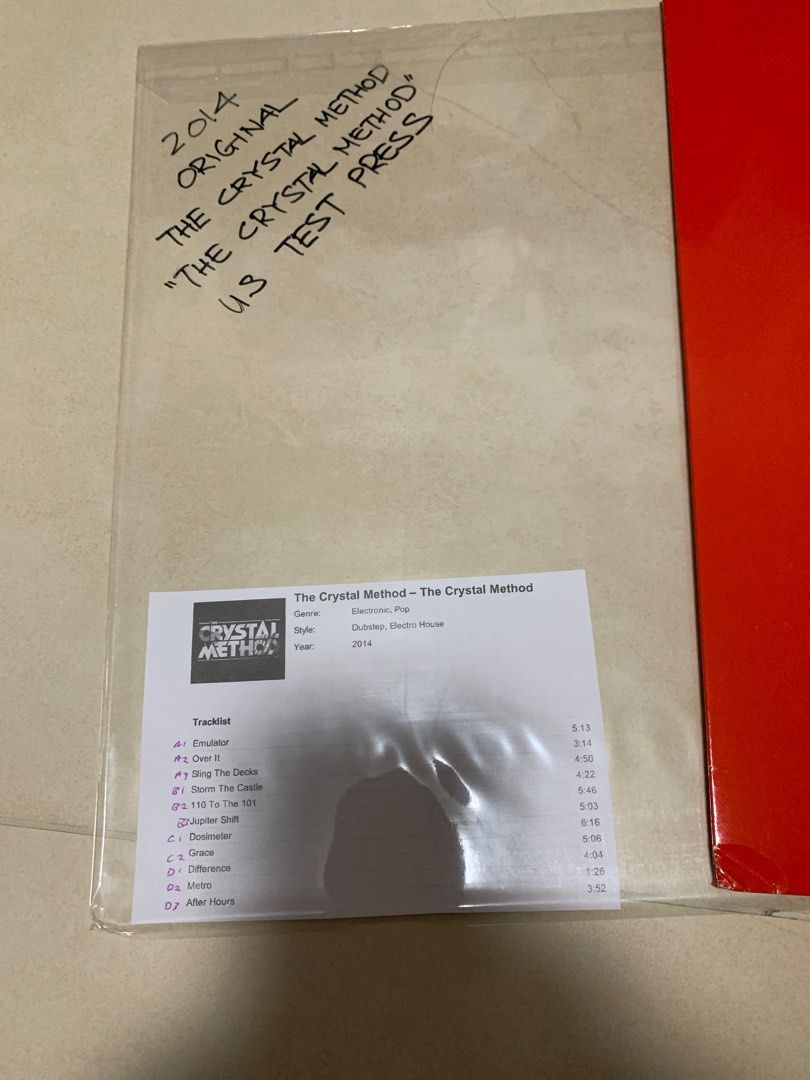 2014
ORIGINAL
THE CRYSTAL METHOD
"THE CRYSTAL METHOD"
US TEST PRESS
The Crystal Method – The Crystal Method
THE
CRYSTAL
METHOD
Genre: Electronic, Pop
Style: Dubstep, Electro House
Year: 2014
Tracklist
A1 Emulator 5:13
A2 Over It 3:14
A3 Sling The Decks 4:50
B1 Storm The Castle 4:22
B2 110 To The 101 5:46
B3 Jupiter Shift 5:03
C1 Dosimeter 6:16
C2 Grace 5:06
D1 Difference 4:04
D2 Metro 1:26
D3 After Hours 3:52